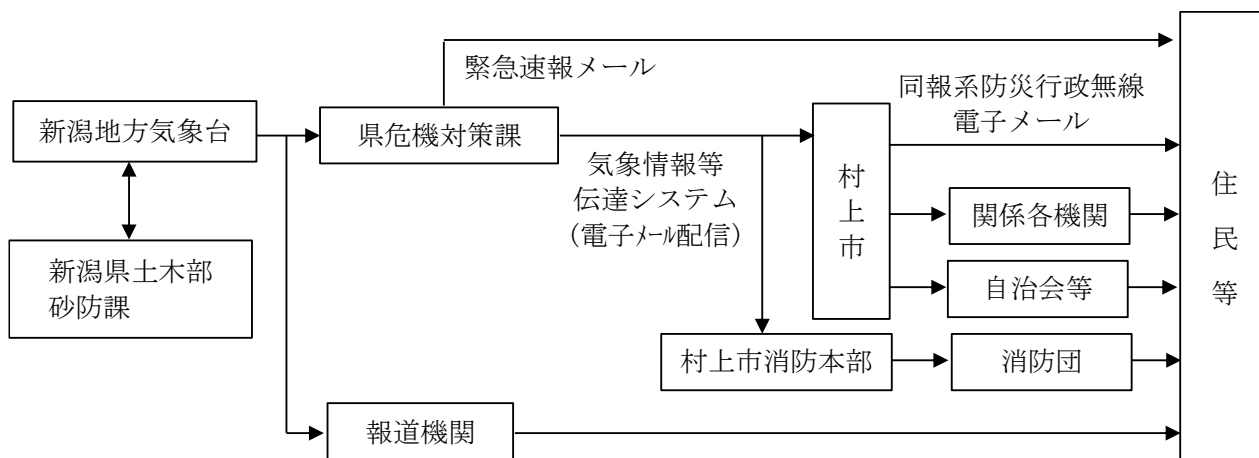 緊急速報メール
同報系防災行政無線
電子メール
新潟地方気象台
県危機対策課
気象情報等
伝達システム
(電子ﾒｰﾙ配信)
村上市
関係各機関
住民等
新潟県土木部
砂防課
自治会等
村上市消防本部
消防団
報道機関